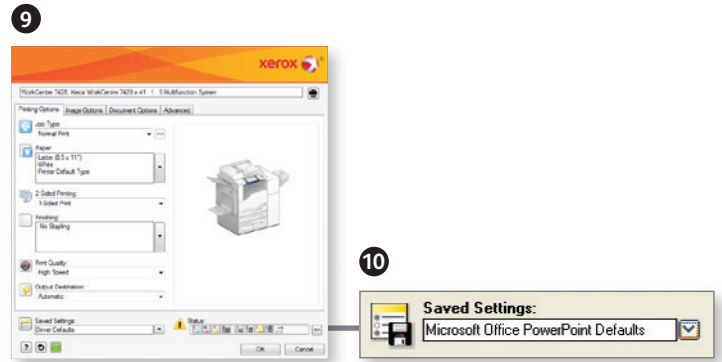 9
xerox
WorkCentre 7428, Xerox WorkCentre 7428 v 4.1
Multifunction System
Printing Options Image Options Document Options Advanced
Job Type:
Normal Print
Paper:
Letter (8.5 x 11")
White
Printer Default Type
2-Sided Printing:
1-Sided Print
Finishing:
No Stapling
Print Quality:
High Speed
Output Destination:
Automatic
10
Saved Settings:
Driver Defaults
Status:
Saved Settings:
Microsoft Office PowerPoint Defaults
?
OK Cancel